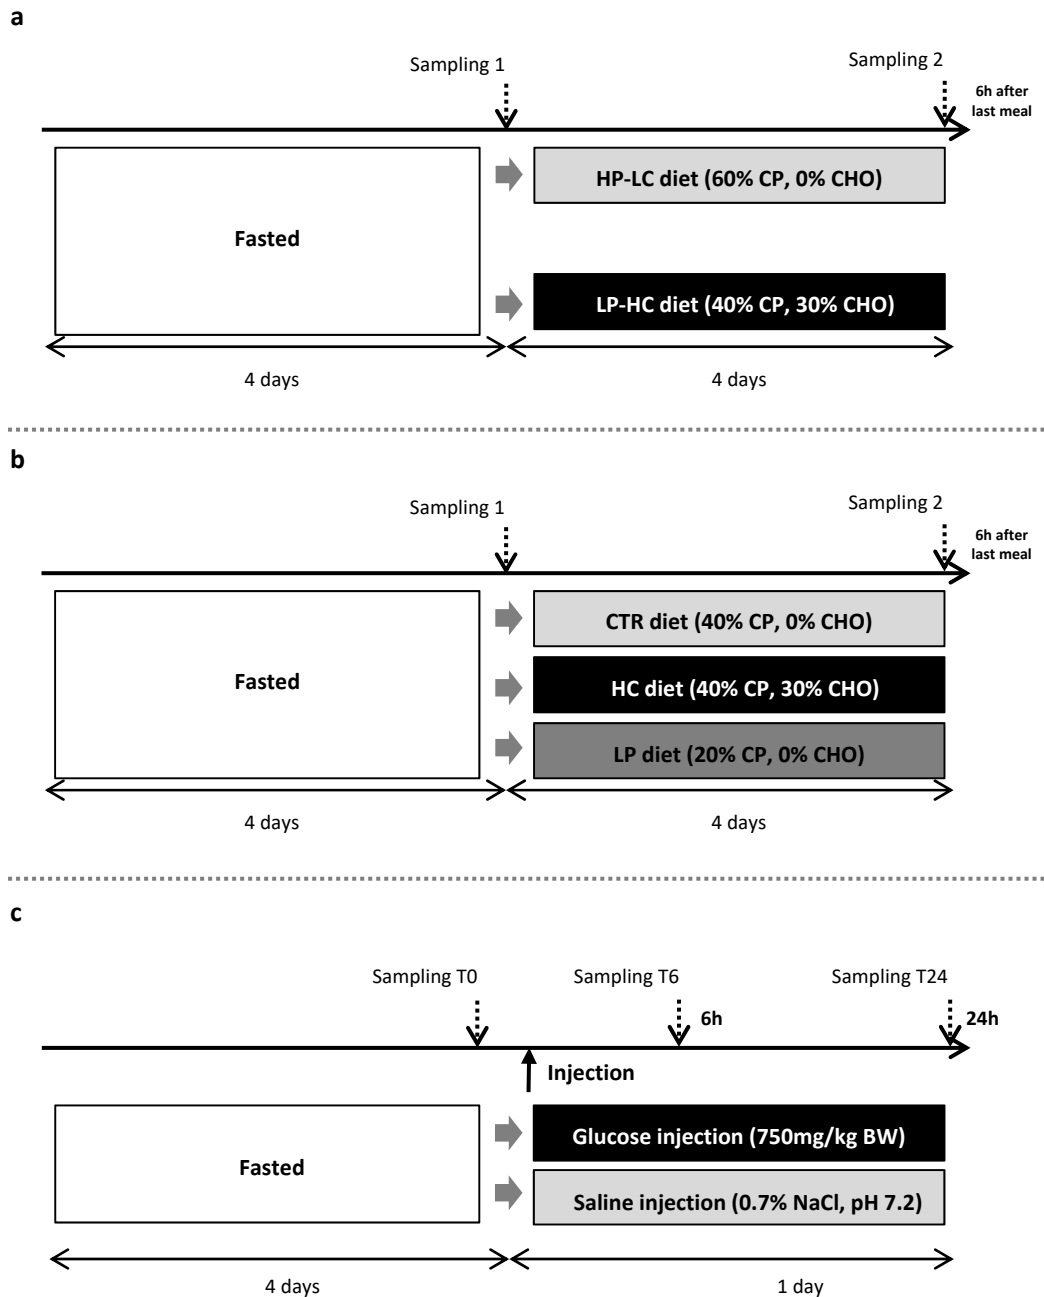 a
Sampling 1
Sampling 2
6h after
last meal
Fasted
HP-LC diet (60% CP, 0% CHO)
LP-HC diet (40% CP, 30% CHO)
4 days
4 days
b
Sampling 1
Sampling 2
6h after
last meal
Fasted
CTR diet (40% CP, 0% CHO)
HC diet (40% CP, 30% CHO)
LP diet (20% CP, 0% CHO)
4 days
4 days
c
Sampling T0
Sampling T6
Sampling T24
6h
24h
Injection
Fasted
Glucose injection (750mg/kg BW)
Saline injection (0.7% NaCl, pH 7.2)
4 days
1 day